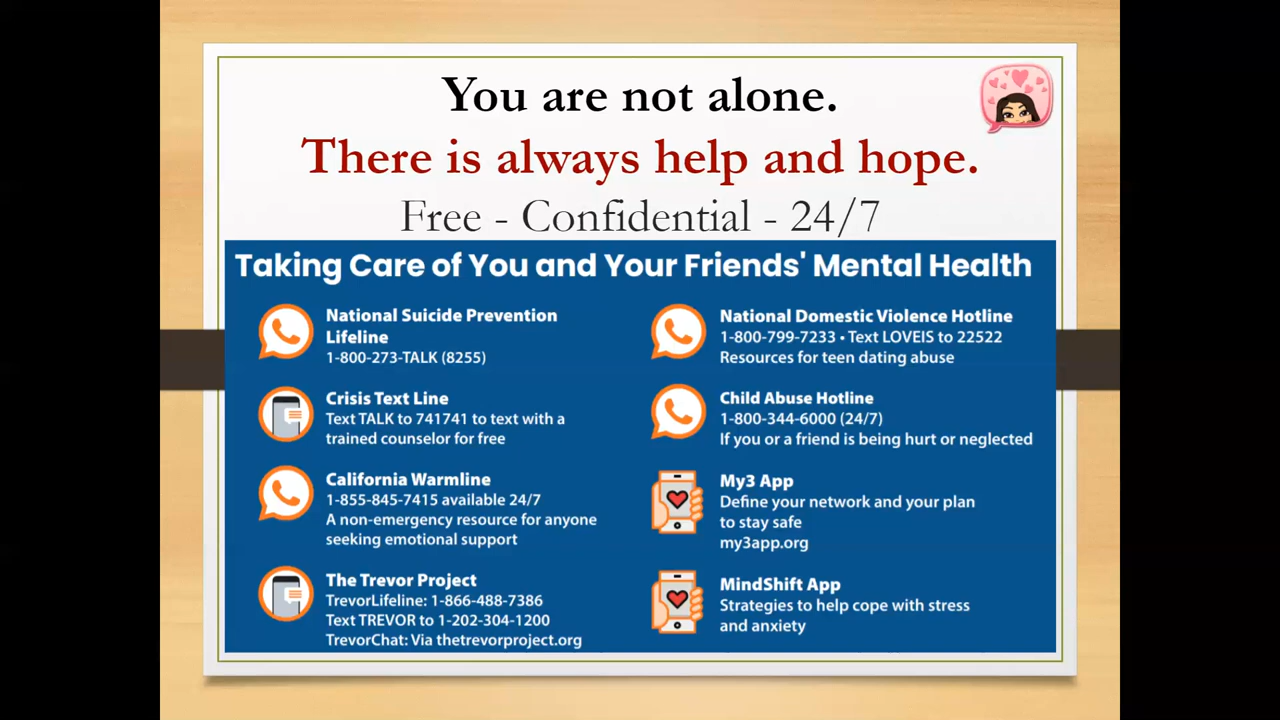 You are not alone.
There is always help and hope.
Free - Confidential - 24/7
Taking Care of You and Your Friends' Mental Health
National Suicide Prevention
Lifeline
1-800-273-TALK (8255)
Crisis Text Line
Text TALK to 741741 to text with a
trained counselor for free
California Warmline
1-855-845-7415 available 24/7
A non-emergency resource for anyone
seeking emotional support
The Trevor Project
TrevorLifeline: 1-866-488-7386
Text TREVOR to 1-202-304-1200
TrevorChat: Via thetrevorproject.org
National Domestic Violence Hotline
1-800-799-7233 • Text LOVEIS to 22522
Resources for teen dating abuse
Child Abuse Hotline
1-800-344-6000 (24/7)
If you or a friend is being hurt or neglected
My3 App
Define your network and your plan
to stay safe
my3app.org
MindShift App
Strategies to help cope with stress
and anxiety